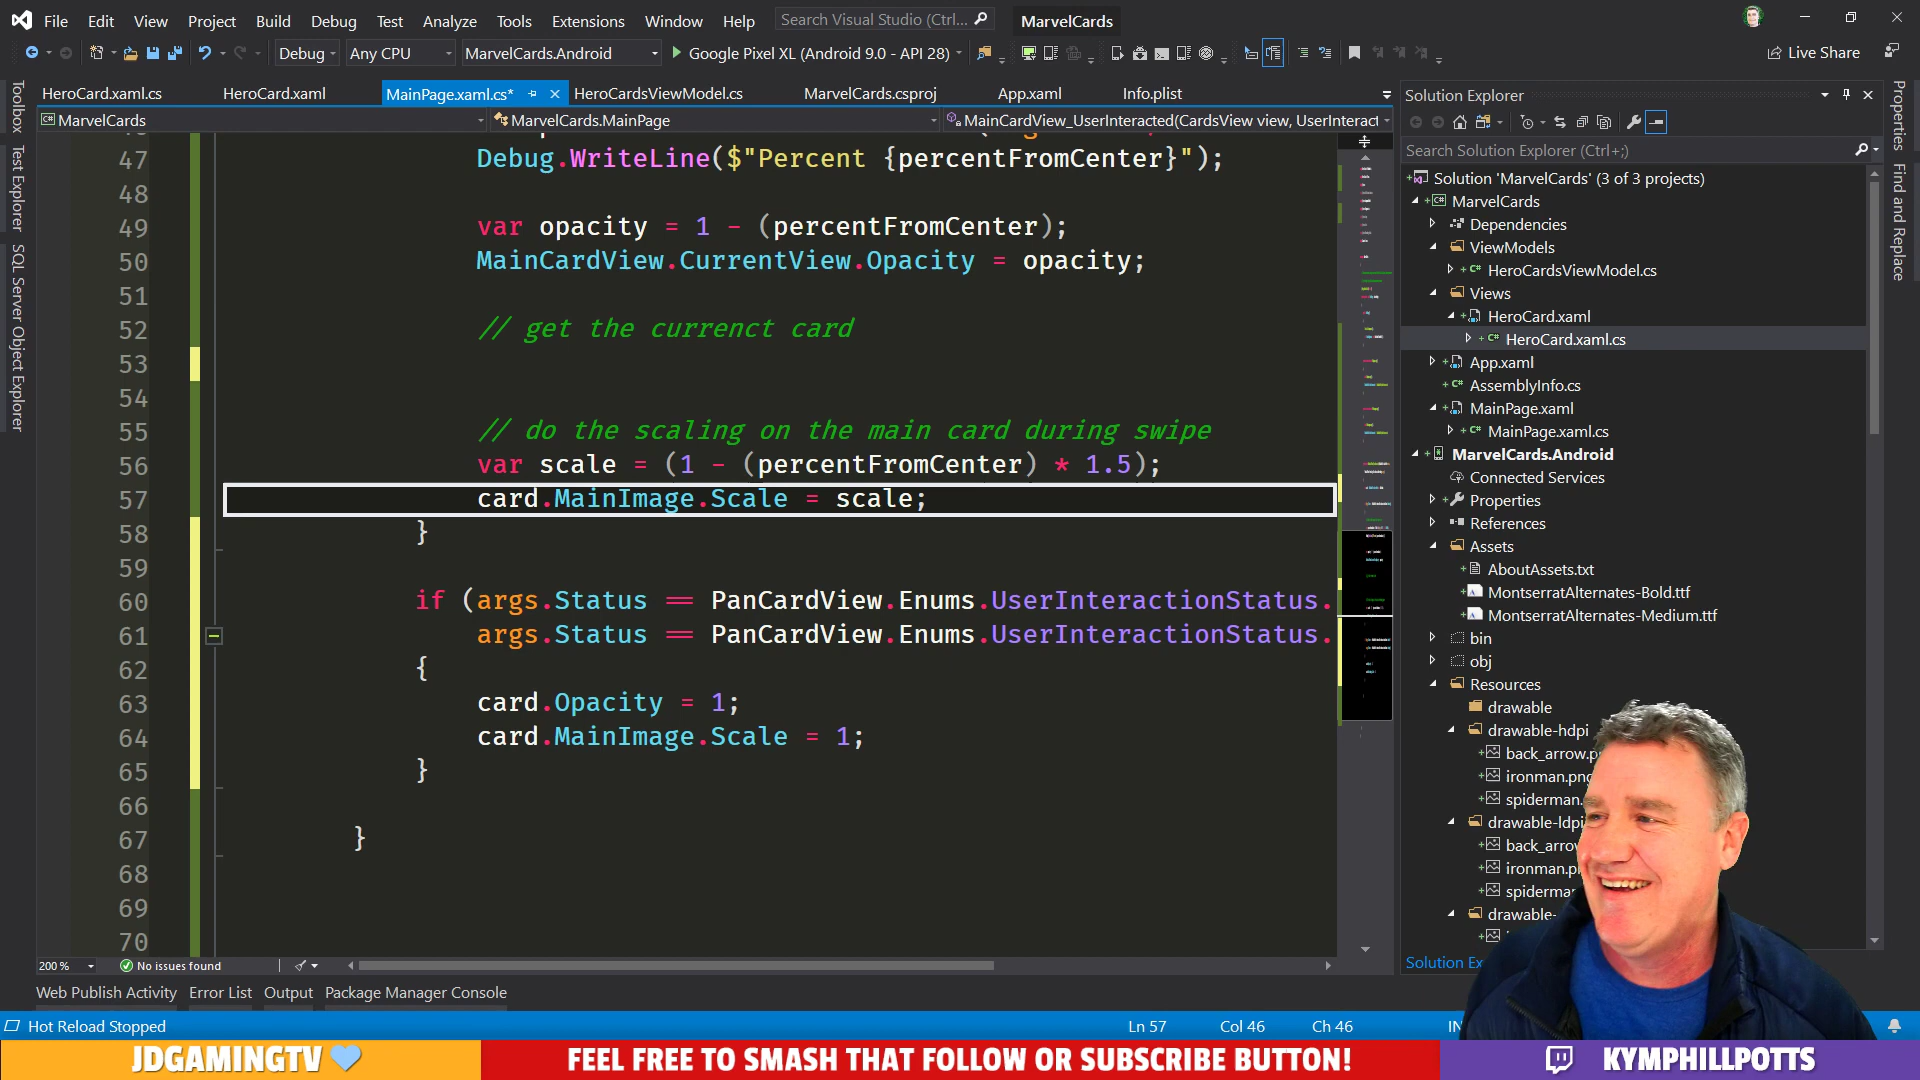 File Edit View Project Build Debug Test Analyze Tools Extensions Window Help Search Visual Studio (Ctrl... MarvelCards
Debug Any CPU MarvelCards.Android Google Pixel XL (Android 9.0 - API 28) Live Share
HeroCard.xaml.cs HeroCard.xaml MainPage.xaml.cs* HeroCardsViewModel.cs MarvelCards.csproj App.xaml Info.plist
MarvelCards MarvelCards.MainPage MainCardView_UserInteracted(CardsView view, UserInteract
Toolbox
Test Explorer
SQL Server Object Explorer
47 Debug.WriteLine($"Percent {percentFromCenter}");
48
49 var opacity = 1 - (percentFromCenter);
50 MainCardView.CurrentView.Opacity = opacity;
51
52 // get the currenct card
53
54
55 // do the scaling on the main card during swipe
56 var scale = (1 - (percentFromCenter) * 1.5);
57 card.MainImage.Scale = scale;
58 }
59
60 if (args.Status == PanCardView.Enums.UserInteractionStatus.
61 args.Status == PanCardView.Enums.UserInteractionStatus.
62 {
63 card.Opacity = 1;
64 card.MainImage.Scale = 1;
65 }
66
67 }
68
69
70
200 % No issues found
Web Publish Activity Error List Output Package Manager Console
Hot Reload Stopped Ln 57 Col 46 Ch 46 IN
Solution Explorer
Search Solution Explorer (Ctrl+;)
Solution 'MarvelCards' (3 of 3 projects)
MarvelCards
Dependencies
ViewModels
HeroCardsViewModel.cs
Views
HeroCard.xaml
HeroCard.xaml.cs
App.xaml
AssemblyInfo.cs
MainPage.xaml
MainPage.xaml.cs
MarvelCards.Android
Connected Services
Properties
References
Assets
AboutAssets.txt
MontserratAlternates-Bold.ttf
MontserratAlternates-Medium.ttf
bin
obj
Resources
drawable
drawable-hdpi
back_arrow.p
ironman.png
spiderman.
drawable-ldpi
back_arrow
ironman.p
spiderma
drawable-
Solution Ex
Properties
Find and Replace
JDGAMINGTV
FEEL FREE TO SMASH THAT FOLLOW OR SUBSCRIBE BUTTON!
KYMPHILLPOTTS